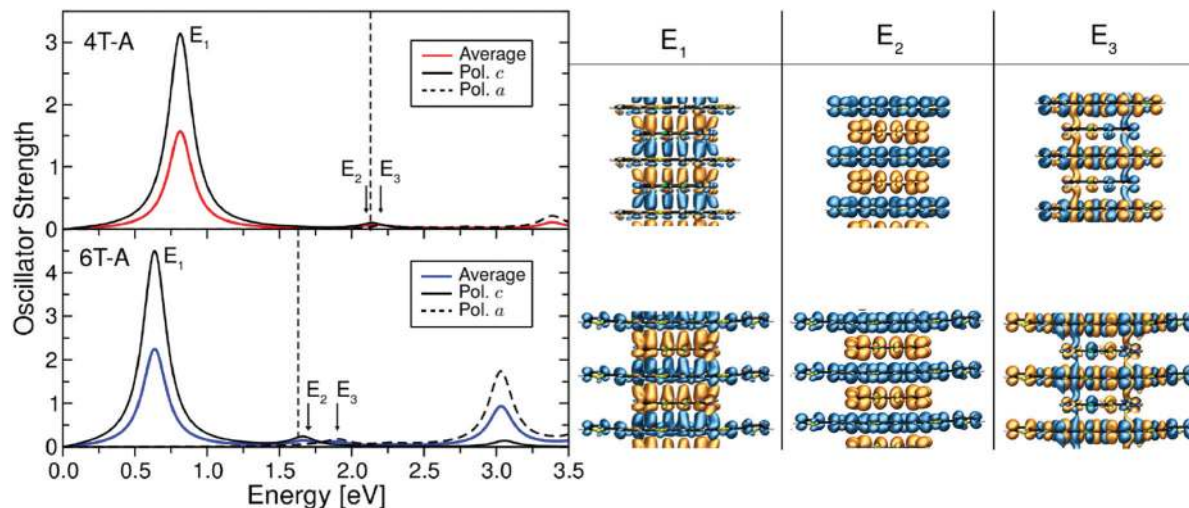 4T-A
E1
Average
Pol. c
Pol. a
E2
E3
3
2
1
0
6T-A
E1
Average
Pol. c
Pol. a
E2
E3
4
3
2
1
0
Oscillator Strength
0.0 0.5 1.0 1.5 2.0 2.5 3.0 3.5
Energy [eV]
E1 E2 E3